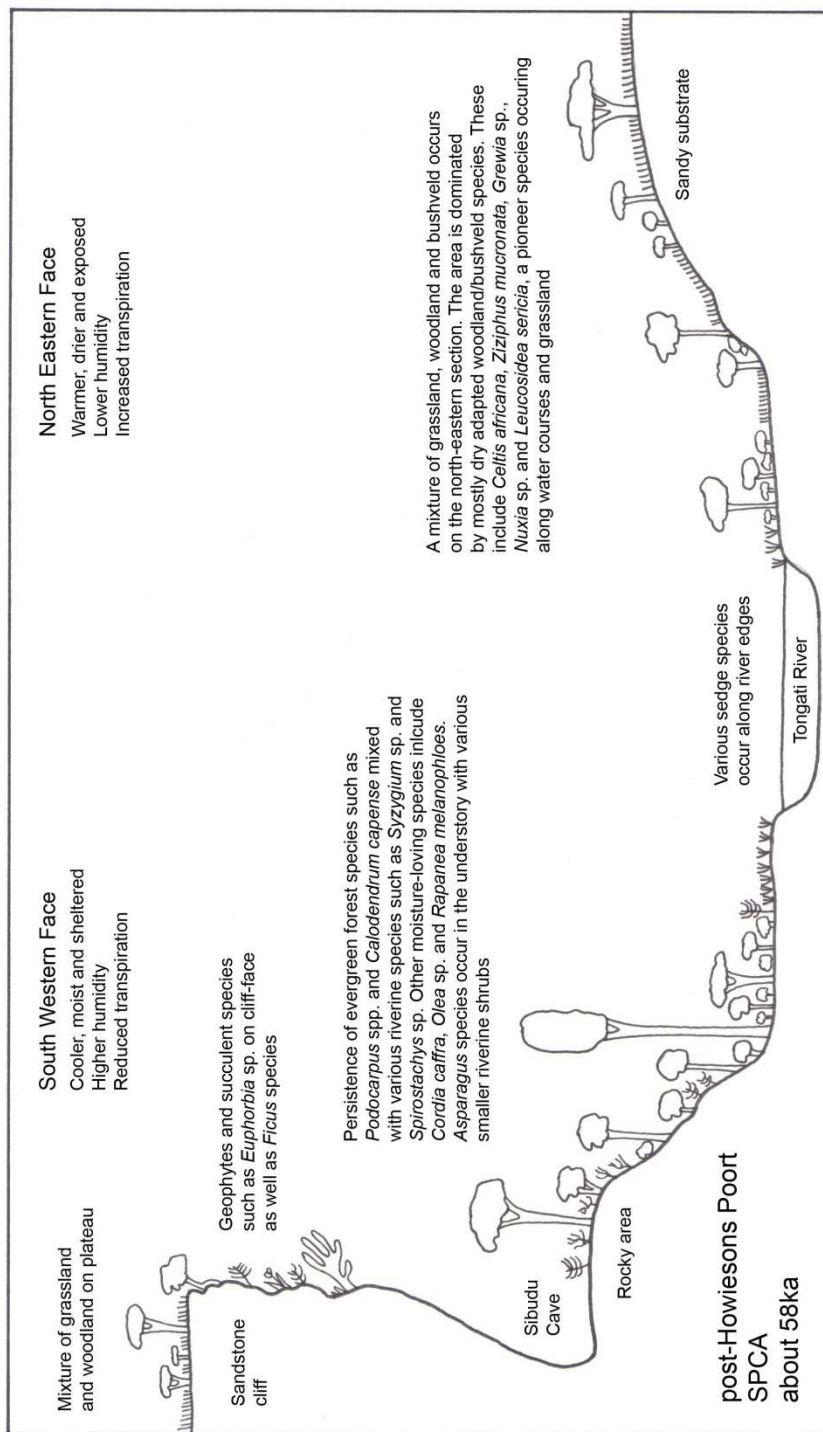 Mixture of grassland
and woodland on plateau
South Western Face
Cooler, moist and sheltered
Higher humidity
Reduced transpiration
North Eastern Face
Warmer, drier and exposed
Lower humidity
Increased transpiration
Sandstone
cliff
Geophytes and succulent species
such as Euphorbia sp. on cliff-face
as well as Ficus species
Persistence of evergreen forest species such as
Podocarpus spp. and Calodendrum capense mixed
with various riverine species such as Syzygium sp. and
Spirostachys sp. Other moisture-loving species inlcude
Cordia caffra, Olea sp. and Rapanea melanophloes.
Asparagus species occur in the understory with various
smaller riverine shrubs
A mixture of grassland, woodland and bushveld occurs
on the north-eastern section. The area is dominated
by mostly dry adapted woodland/bushveld species. These
include Celtis africana, Ziziphus mucronata, Grewia sp.,
Nuxia sp. and Leucosidea sericia, a pioneer species occuring
along water courses and grassland
Sibudu
Cave
Rocky area
Various sedge species
occur along river edges
Tongati River
Sandy substrate
post-Howiesons Poort
SPCA
about 58ka